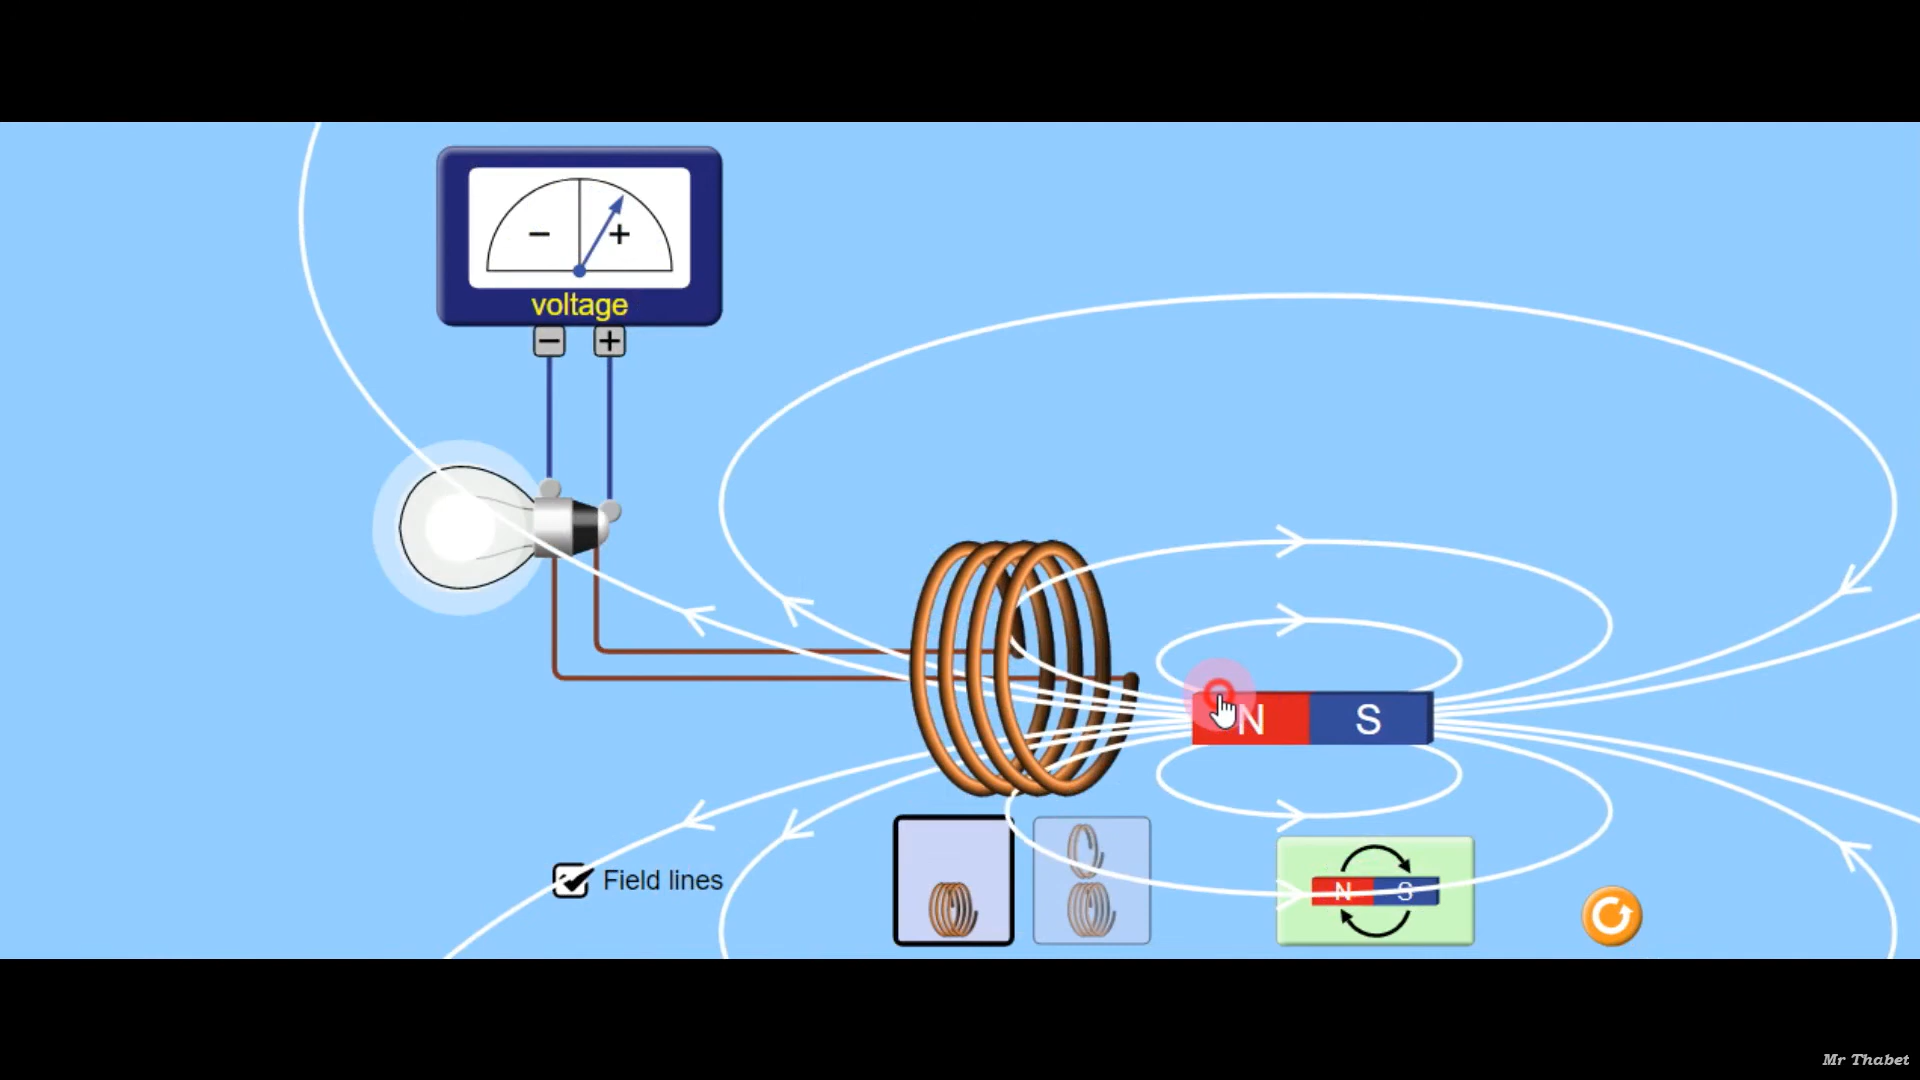 − +
voltage
− +
N S
Field lines
N S
Mr Thabet